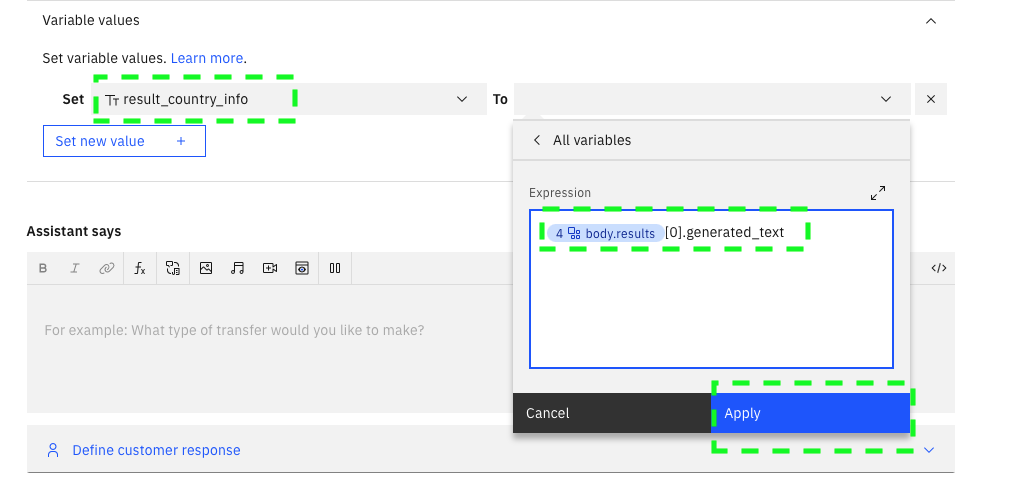 Variable values
Set variable values. Learn more.
Set Tт result_country_info To
Set new value +
All variables
Expression
4 body.results [0].generated_text
Assistant says
B I fx </>
For example: What type of transfer would you like to make?
Cancel Apply
Define customer response